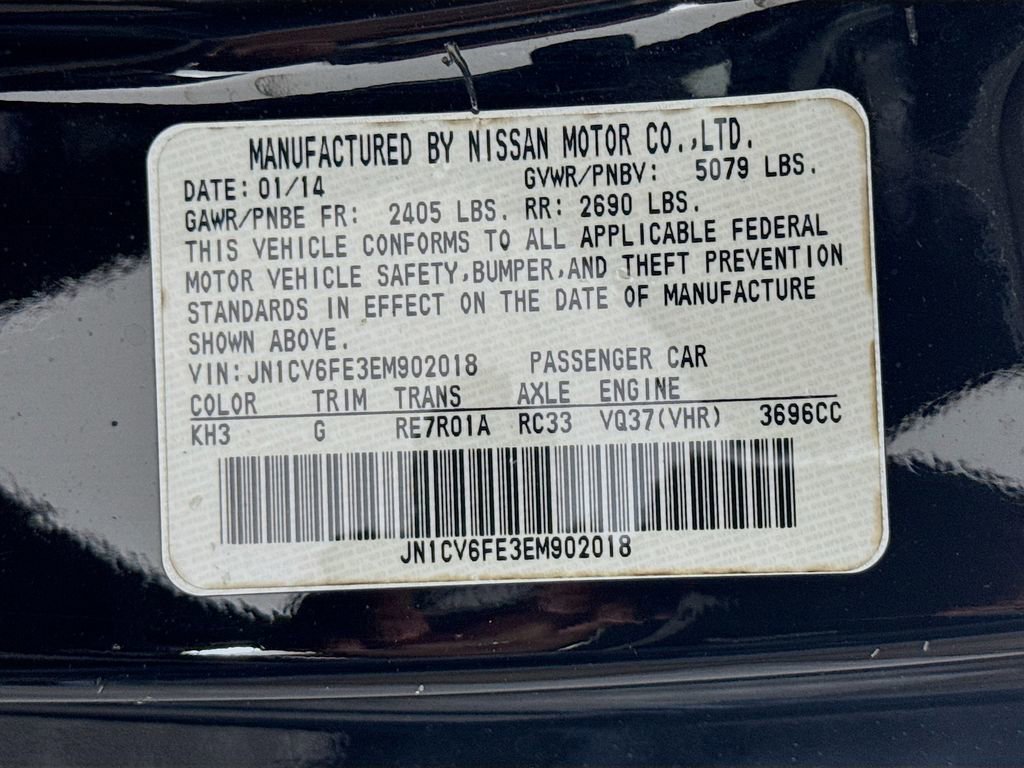 MANUFACTURED BY NISSAN MOTOR CO.,LTD.
DATE: 01/14 GVWR/PNBV: 5079 LBS.
GAWR/PNBE FR: 2405 LBS. RR: 2690 LBS.
THIS VEHICLE CONFORMS TO ALL APPLICABLE FEDERAL
MOTOR VEHICLE SAFETY,BUMPER,AND THEFT PREVENTION
STANDARDS IN EFFECT ON THE DATE OF MANUFACTURE
SHOWN ABOVE.
VIN: JN1CV6FE3EM902018 PASSENGER CAR
COLOR TRIM TRANS AXLE ENGINE
KH3 G RE7R01A RC33 VQ37(VHR) 3696CC
JN1CV6FE3EM902018